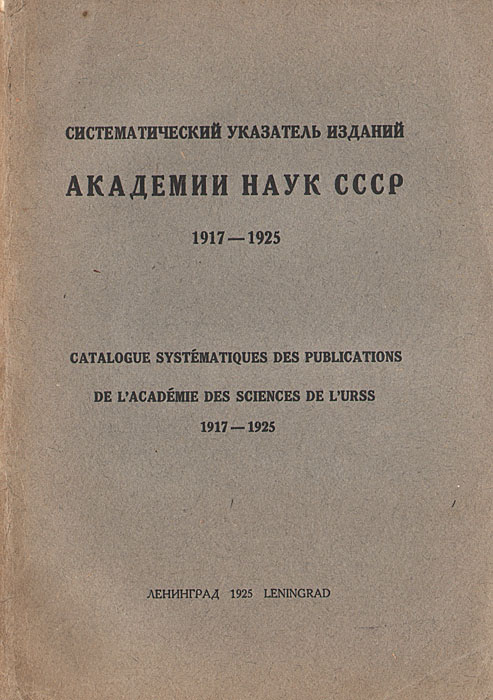 СИСТЕМАТИЧЕСКИЙ УКАЗАТЕЛЬ ИЗДАНИЙ
АКАДЕМИИ НАУК СССР
1917—1925
CATALOGUE SYSTÉMATIQUES DES PUBLICATIONS
DE L'ACADÉMIE DES SCIENCES DE L'URSS
1917—1925
ЛЕНИНГРАД 1925 LENINGRAD